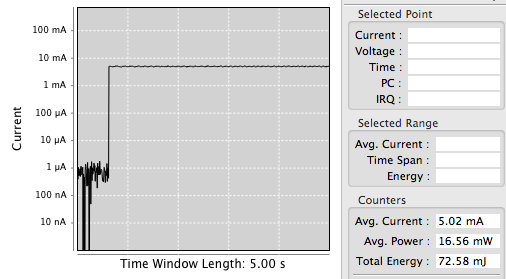 100 mA
10 mA
1 mA
100 µA
10 µA
1 µA
100 nA
10 nA
Current
Time Window Length: 5.00 s
Selected Point
Current :
Voltage :
Time :
PC :
IRQ :
Selected Range
Avg. Current :
Time Span :
Energy :
Counters
Avg. Current : 5.02 mA
Avg. Power : 16.56 mW
Total Energy : 72.58 mJ